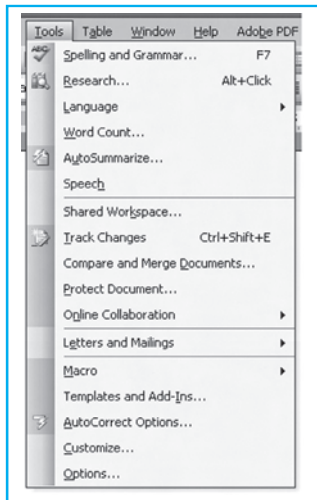 Tools Table Window Help Adobe PDF
Spelling and Grammar... F7
Research... Alt+Click
Language
Word Count...
AutoSummarize...
Speech
Shared Workspace...
Track Changes Ctrl+Shift+E
Compare and Merge Documents...
Protect Document...
Online Collaboration
Letters and Mailings
Macro
Templates and Add-Ins...
AutoCorrect Options...
Customize...
Options...